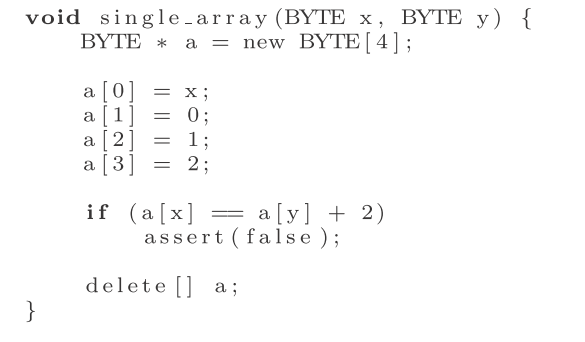 void single_array(BYTE x, BYTE y) {
BYTE * a = new BYTE[4];
a[0] = x;
a[1] = 0;
a[2] = 1;
a[3] = 2;
if (a[x] == a[y] + 2)
assert(false);
delete[] a;
}